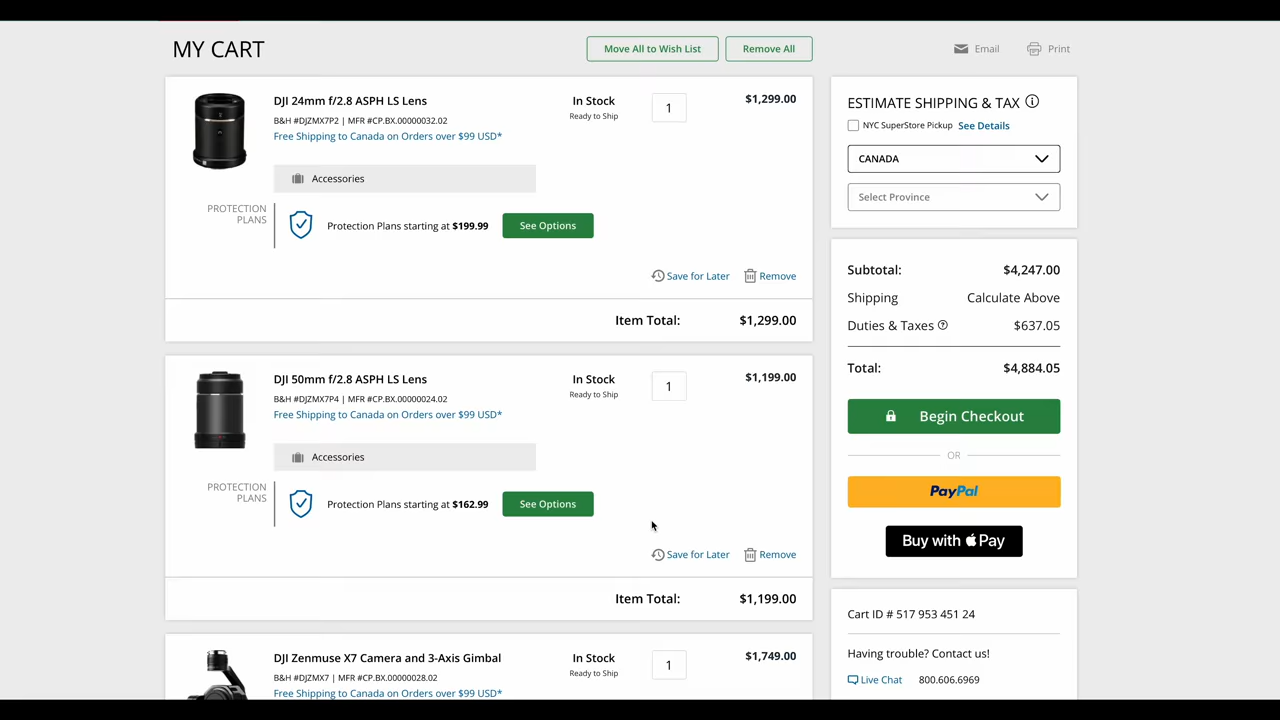 MY CART
Move All to Wish List
Remove All
Email
Print
DJI 24mm f/2.8 ASPH LS Lens
B&H #DJZMX7P2 | MFR #CP.BX.00000032.02
Free Shipping to Canada on Orders over $99 USD*
In Stock
Ready to Ship
1
$1,299.00
Accessories
PROTECTION
PLANS
Protection Plans starting at $199.99
See Options
Save for Later
Remove
Item Total:
$1,299.00
DJI 50mm f/2.8 ASPH LS Lens
B&H #DJZMX7P4 | MFR #CP.BX.00000024.02
Free Shipping to Canada on Orders over $99 USD*
In Stock
Ready to Ship
1
$1,199.00
Accessories
PROTECTION
PLANS
Protection Plans starting at $162.99
See Options
Save for Later
Remove
Item Total:
$1,199.00
DJI Zenmuse X7 Camera and 3-Axis Gimbal
B&H #DJZMX7 | MFR #CP.BX.00000028.02
Free Shipping to Canada on Orders over $99 USD*
In Stock
Ready to Ship
1
$1,749.00
ESTIMATE SHIPPING & TAX
NYC SuperStore Pickup See Details
CANADA
Select Province
Subtotal: $4,247.00
Shipping Calculate Above
Duties & Taxes $637.05
Total: $4,884.05
Begin Checkout
OR
PayPal
Buy with Pay
Cart ID # 517 953 451 24
Having trouble? Contact us!
Live Chat 800.606.6969